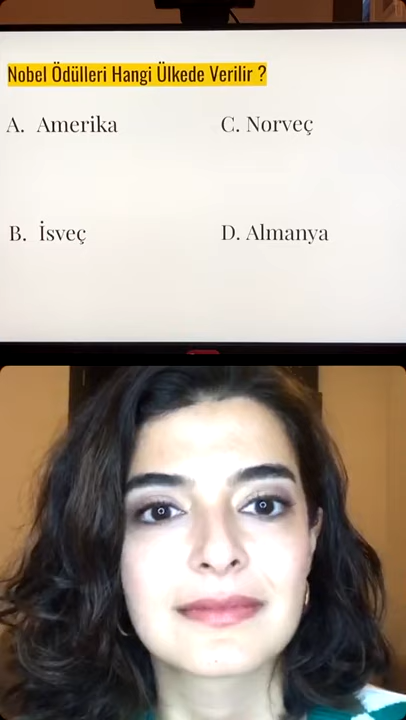 Nobel Ödülleri Hangi Ülkede Verilir ?
A. Amerika
C. Norveç
B. İsveç
D. Almanya